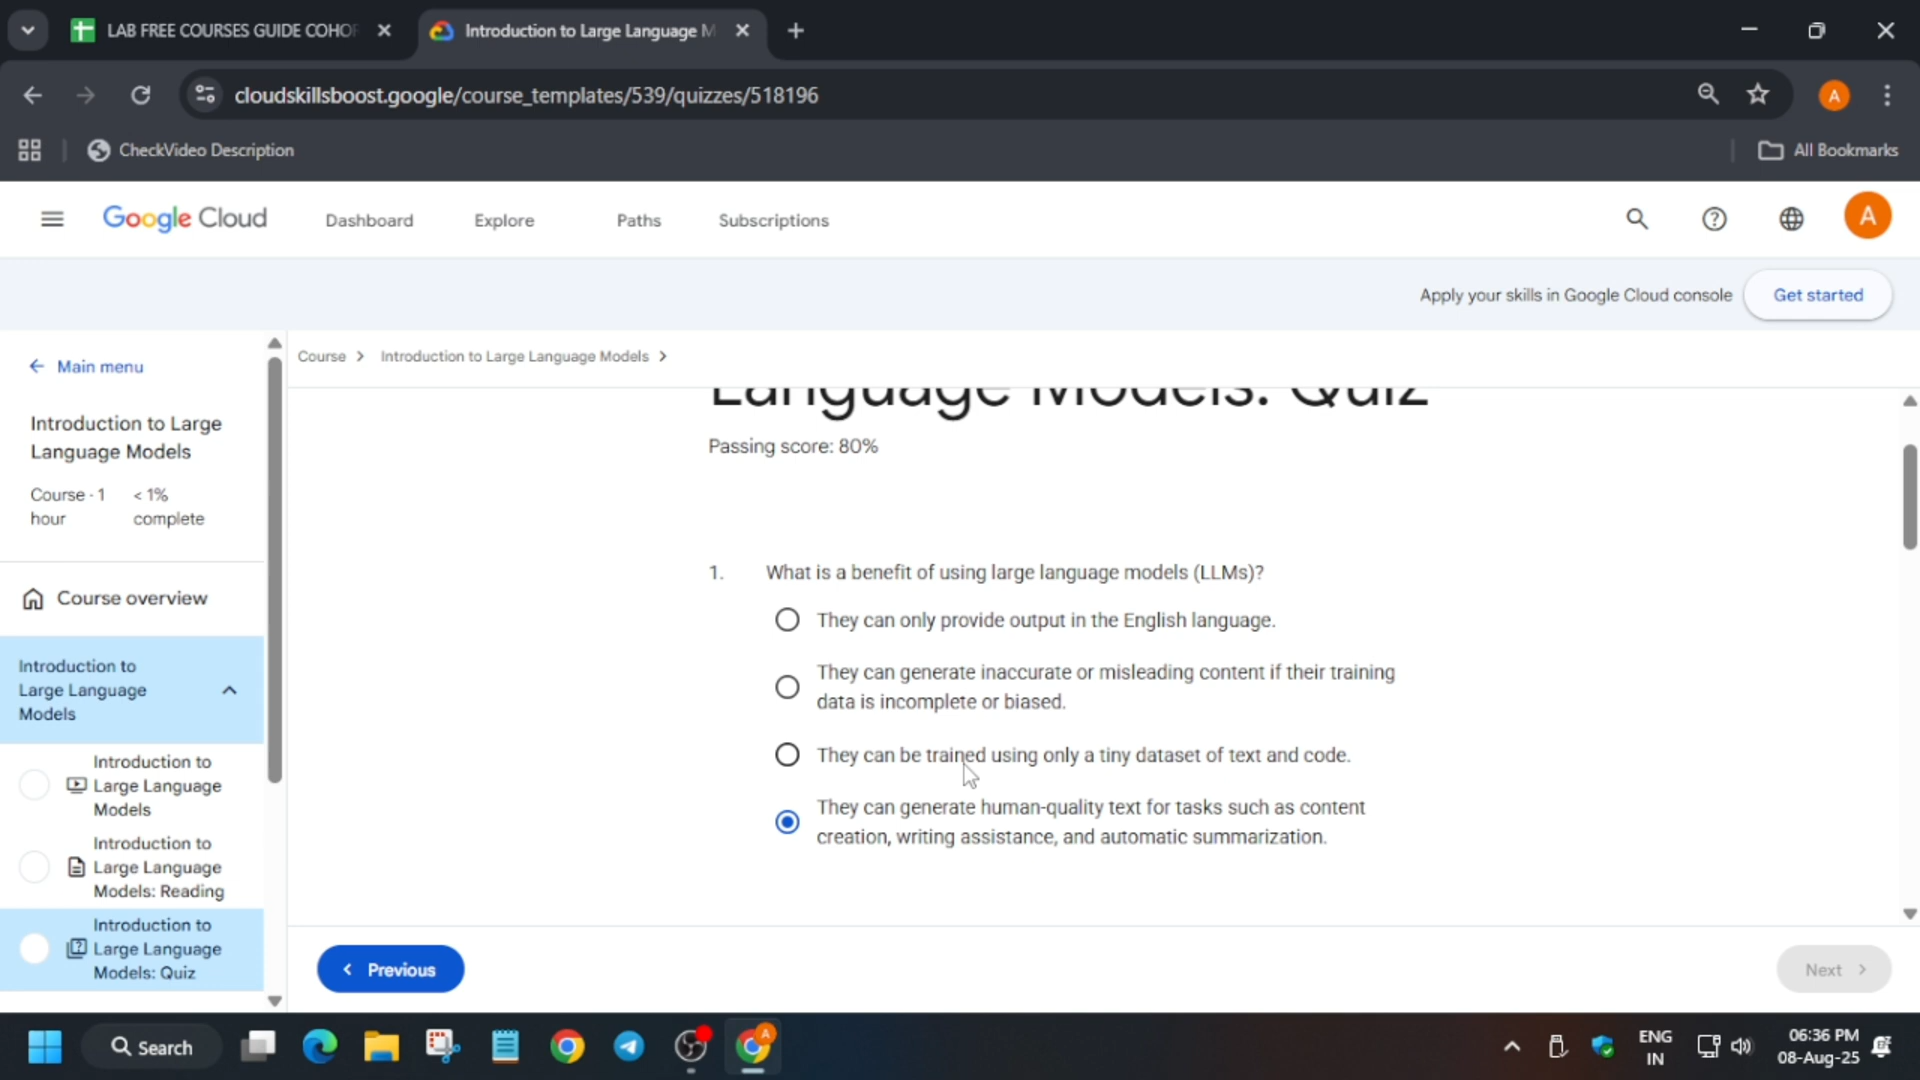 LAB FREE COURSES GUIDE COHOR
Introduction to Large Language M
cloudskillsboost.google/course_templates/539/quizzes/518196
A
CheckVideo Description
All Bookmarks
Google Cloud
Dashboard
Explore
Paths
Subscriptions
A
Apply your skills in Google Cloud console
Get started
Main menu
Introduction to Large
Language Models
Course · 1
hour
< 1%
complete
Course overview
Introduction to
Large Language
Models
Introduction to
Large Language
Models
Introduction to
Large Language
Models: Reading
Introduction to
Large Language
Models: Quiz
Course > Introduction to Large Language Models >
Language Models: Quiz
Passing score: 80%
1. What is a benefit of using large language models (LLMs)?
They can only provide output in the English language.
They can generate inaccurate or misleading content if their training
data is incomplete or biased.
They can be trained using only a tiny dataset of text and code.
They can generate human-quality text for tasks such as content
creation, writing assistance, and automatic summarization.
Previous
Next
Search
A
ENG
IN
06:36 PM
08-Aug-25